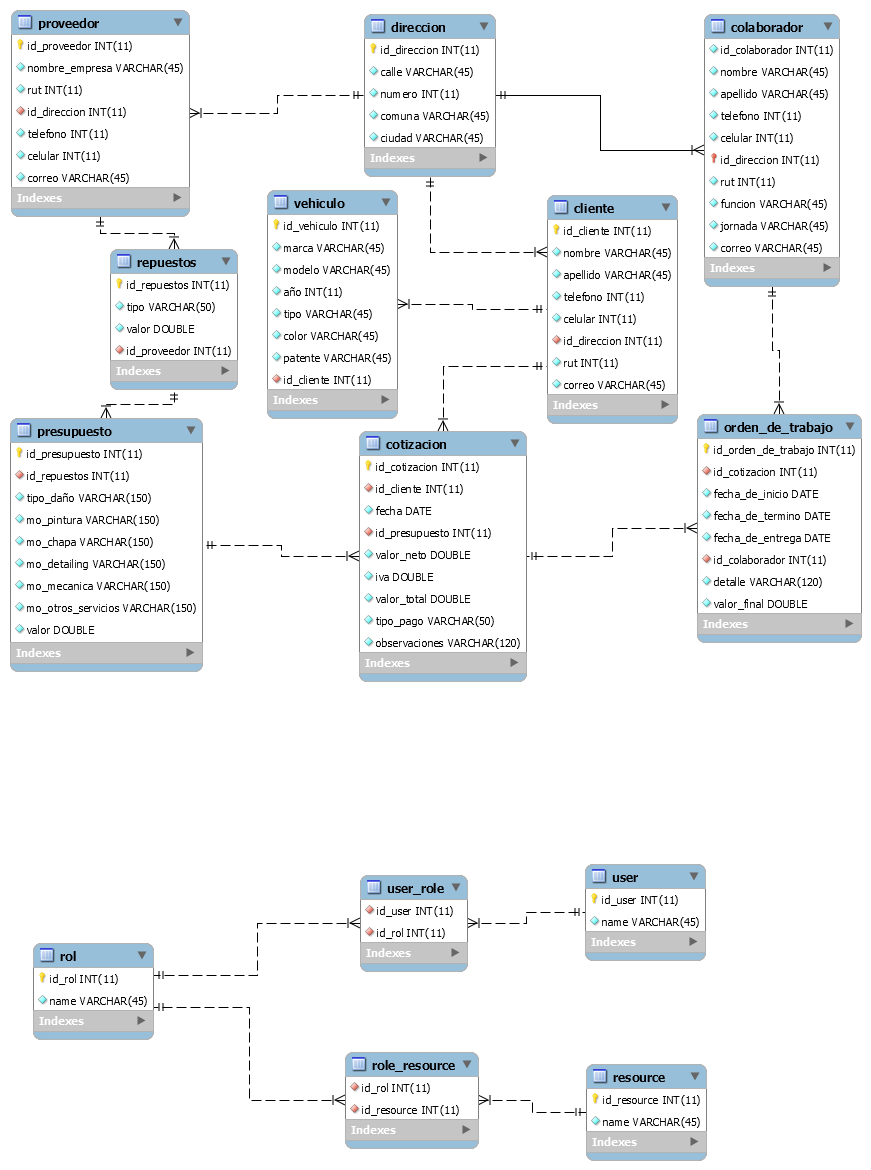 proveedor
id_proveedor INT(11)
nombre_empresa VARCHAR(45)
rut INT(11)
id_direccion INT(11)
telefono INT(11)
celular INT(11)
correo VARCHAR(45)
Indexes
direccion
id_direccion INT(11)
calle VARCHAR(45)
numero INT(11)
comuna VARCHAR(45)
ciudad VARCHAR(45)
Indexes
colaborador
id_colaborador INT(11)
nombre VARCHAR(45)
apellido VARCHAR(45)
telefono INT(11)
celular INT(11)
id_direccion INT(11)
rut INT(11)
funcion VARCHAR(45)
jornada VARCHAR(45)
correo VARCHAR(45)
Indexes
vehiculo
id_vehiculo INT(11)
marca VARCHAR(45)
modelo VARCHAR(45)
año INT(11)
tipo VARCHAR(45)
color VARCHAR(45)
patente VARCHAR(45)
id_cliente INT(11)
Indexes
cliente
id_cliente INT(11)
nombre VARCHAR(45)
apellido VARCHAR(45)
telefono INT(11)
celular INT(11)
id_direccion INT(11)
rut INT(11)
correo VARCHAR(45)
Indexes
repuestos
id_repuestos INT(11)
tipo VARCHAR(50)
valor DOUBLE
id_proveedor INT(11)
Indexes
presupuesto
id_presupuesto INT(11)
id_repuestos INT(11)
tipo_daño VARCHAR(150)
mo_pintura VARCHAR(150)
mo_chapa VARCHAR(150)
mo_detailing VARCHAR(150)
mo_mecanica VARCHAR(150)
mo_otros_servicios VARCHAR(150)
valor DOUBLE
Indexes
cotizacion
id_cotizacion INT(11)
id_cliente INT(11)
fecha DATE
id_presupuesto INT(11)
valor_neto DOUBLE
iva DOUBLE
valor_total DOUBLE
tipo_pago VARCHAR(50)
observaciones VARCHAR(120)
Indexes
orden_de_trabajo
id_orden_de_trabajo INT(11)
id_cotizacion INT(11)
fecha_de_inicio DATE
fecha_de_termino DATE
fecha_de_entrega DATE
id_colaborador INT(11)
detalle VARCHAR(120)
valor_final DOUBLE
Indexes
user_role
id_user INT(11)
id_rol INT(11)
Indexes
user
id_user INT(11)
name VARCHAR(45)
Indexes
rol
id_rol INT(11)
name VARCHAR(45)
Indexes
role_resource
id_rol INT(11)
id_resource INT(11)
Indexes
resource
id_resource INT(11)
name VARCHAR(45)
Indexes